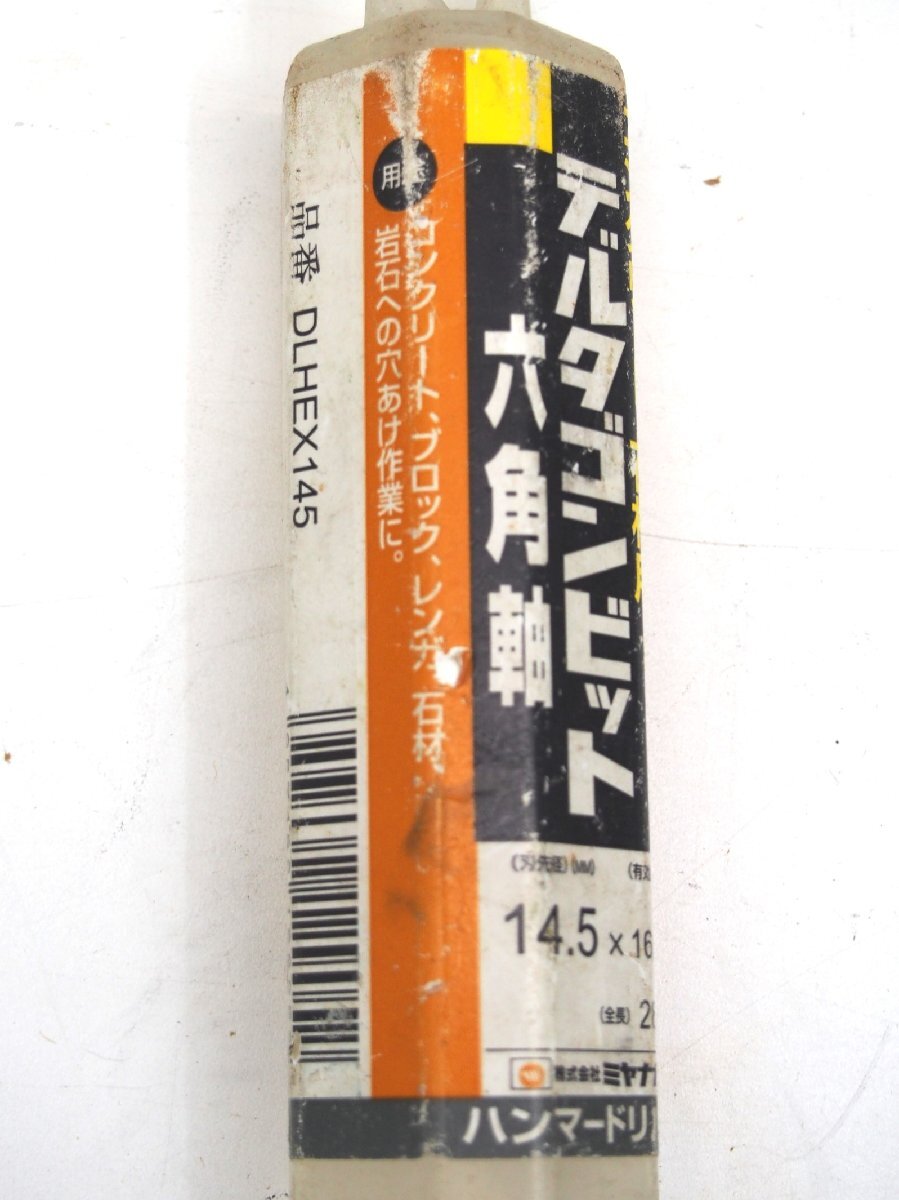 品番 DLHEX145
用途
コンクリート、ブロック、レンガ、石材、
岩石への穴あけ作業に。
デルタゴンビット
六角軸
(刃先径)(MM)
(有効
14.5×16
(全長)
株式会社ミヤナガ
ハンマードリ